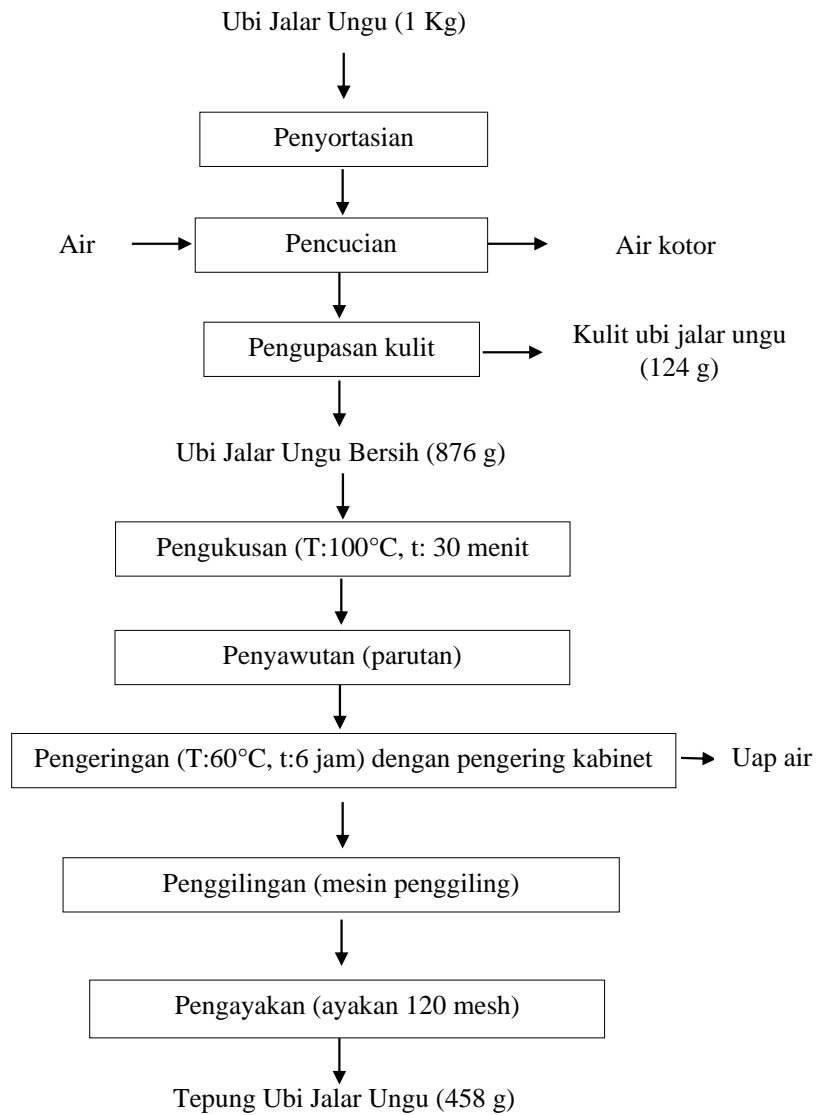 Ubi Jalar Ungu (1 Kg)
Penyortasian
Air
Pencucian
Air kotor
Pengupasan kulit
Kulit ubi jalar ungu
(124 g)
Ubi Jalar Ungu Bersih (876 g)
Pengukusan (T:100°C, t: 30 menit
Penyawutan (parutan)
Pengeringan (T:60°C, t:6 jam) dengan pengering kabinet
Uap air
Penggilingan (mesin penggiling)
Pengayakan (ayakan 120 mesh)
Tepung Ubi Jalar Ungu (458 g)